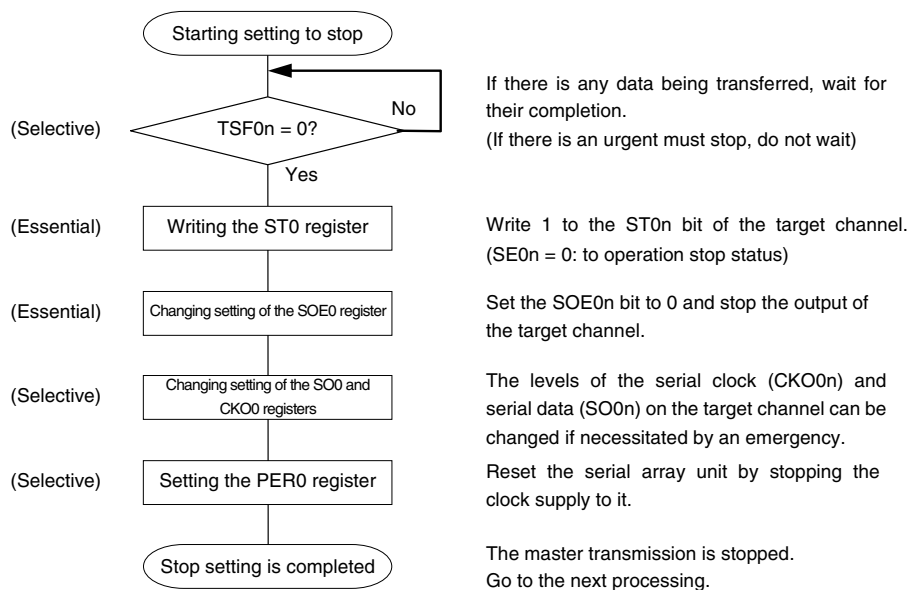 Starting setting to stop
No
If there is any data being transferred, wait for
their completion.
(If there is an urgent must stop, do not wait)
(Selective)
TSF0n = 0?
Yes
(Essential)
Writing the ST0 register
Write 1 to the ST0n bit of the target channel.
(SE0n = 0: to operation stop status)
(Essential)
Changing setting of the SOE0 register
Set the SOE0n bit to 0 and stop the output of
the target channel.
(Selective)
Changing setting of the SO0 and
CKO0 registers
The levels of the serial clock (CKO0n) and
serial data (SO0n) on the target channel can be
changed if necessitated by an emergency.
(Selective)
Setting the PER0 register
Reset the serial array unit by stopping the
clock supply to it.
Stop setting is completed
The master transmission is stopped.
Go to the next processing.